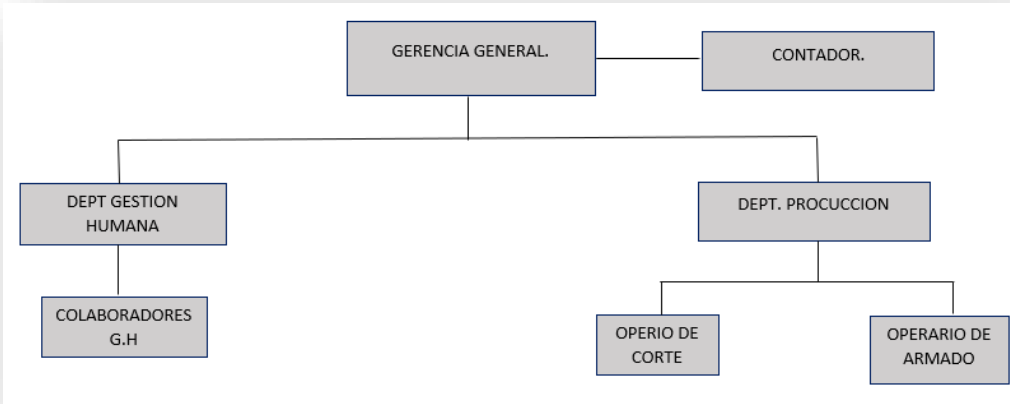 GERENCIA GENERAL.
CONTADOR.
DEPT GESTION
HUMANA
DEPT. PROCUCCION
COLABORADORES
G.H
OPERIO DE
CORTE
OPERARIO DE
ARMADO